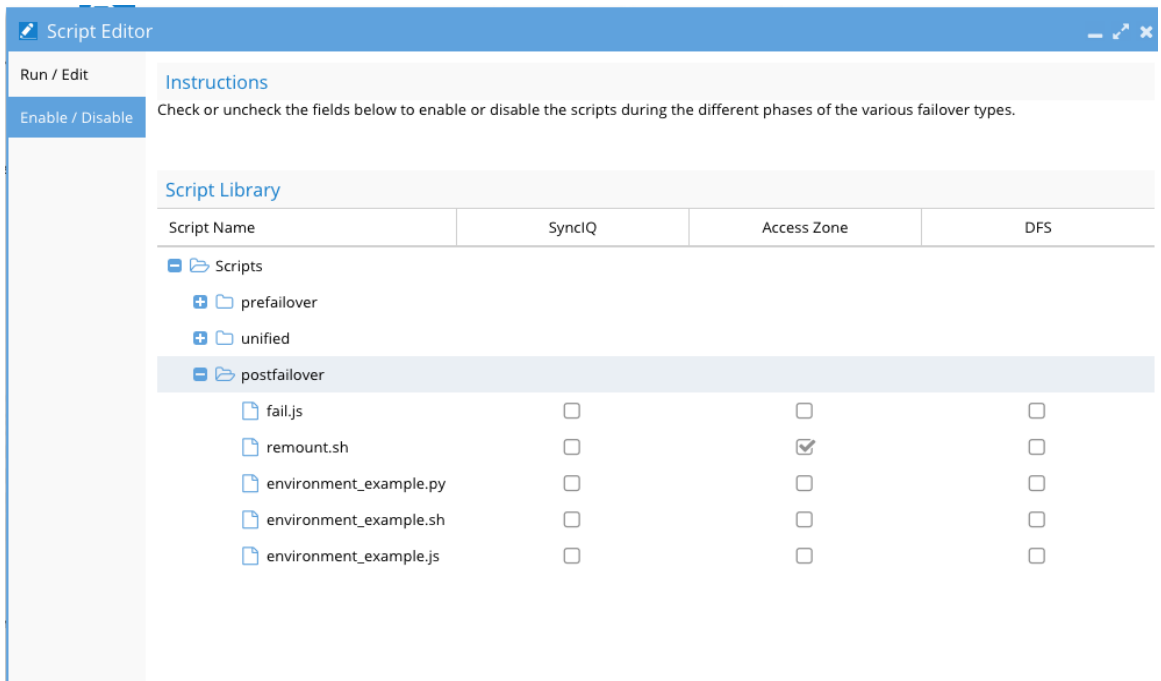 Script Editor
Run / Edit
Enable / Disable
Instructions
Check or uncheck the fields below to enable or disable the scripts during the different phases of the various failover types.
Script Library
Script Name SyncIQ Access Zone DFS
Scripts
prefailover
unified
postfailover
fail.js
remount.sh
environment_example.py
environment_example.sh
environment_example.js